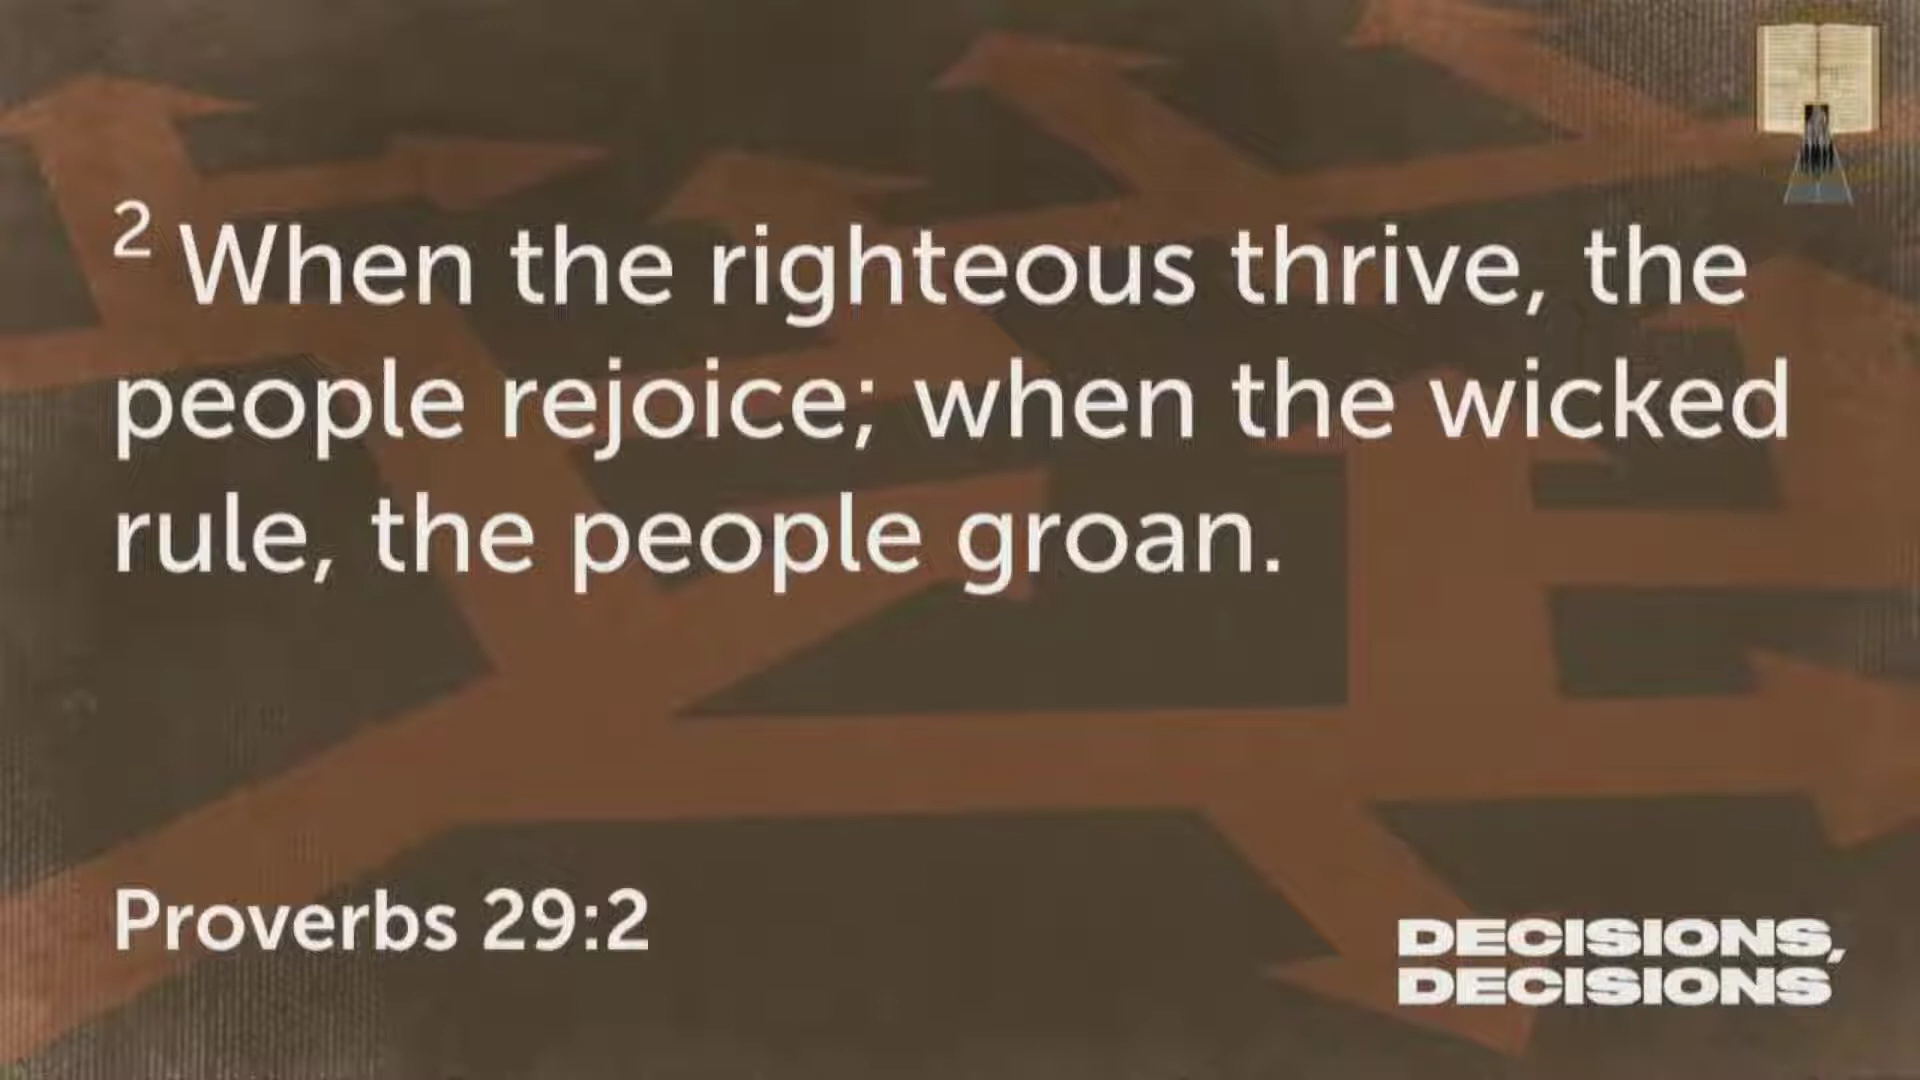 2 When the righteous thrive, the
people rejoice; when the wicked
rule, the people groan.
Proverbs 29:2
DECISIONS,
DECISIONS